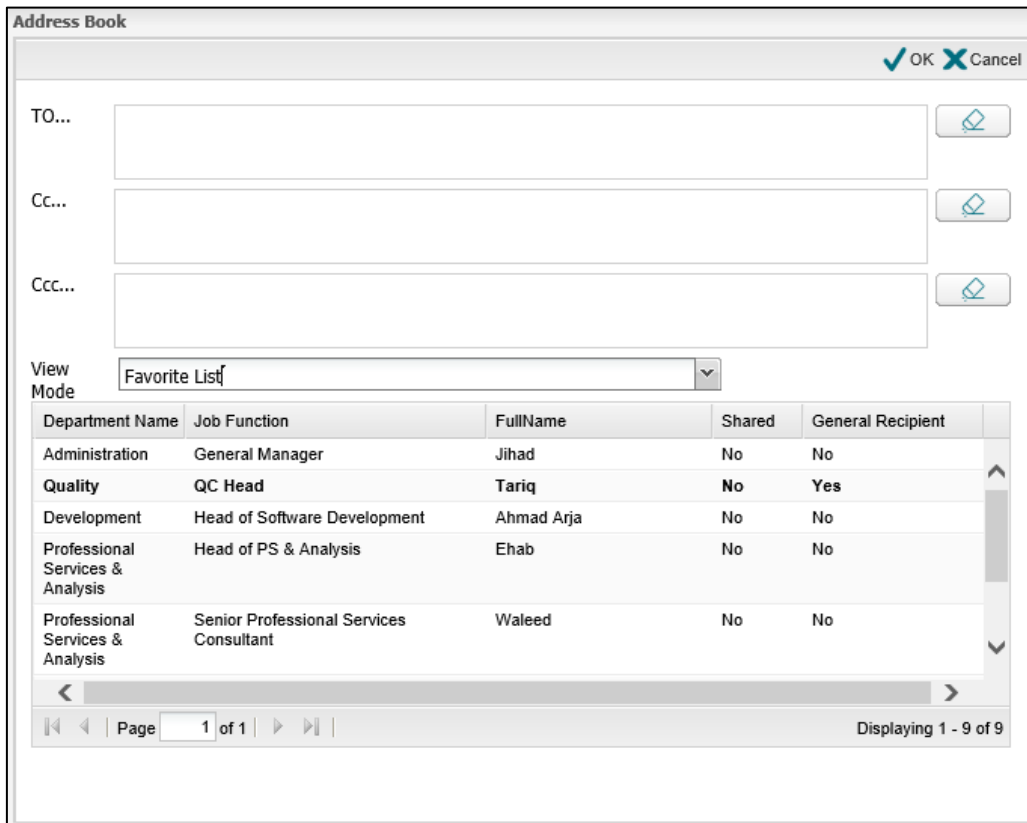 Address Book
OK Cancel
TO...
Cc...
Ccc...
View
Mode
Favorite List
Department Name Job Function FullName Shared General Recipient
Administration General Manager Jihad No No
Quality QC Head Tariq No Yes
Development Head of Software Development Ahmad Arja No No
Professional Services & Analysis Head of PS & Analysis Ehab No No
Professional Services & Analysis Senior Professional Services Consultant Waleed No No
Page 1 of 1 Displaying 1 - 9 of 9